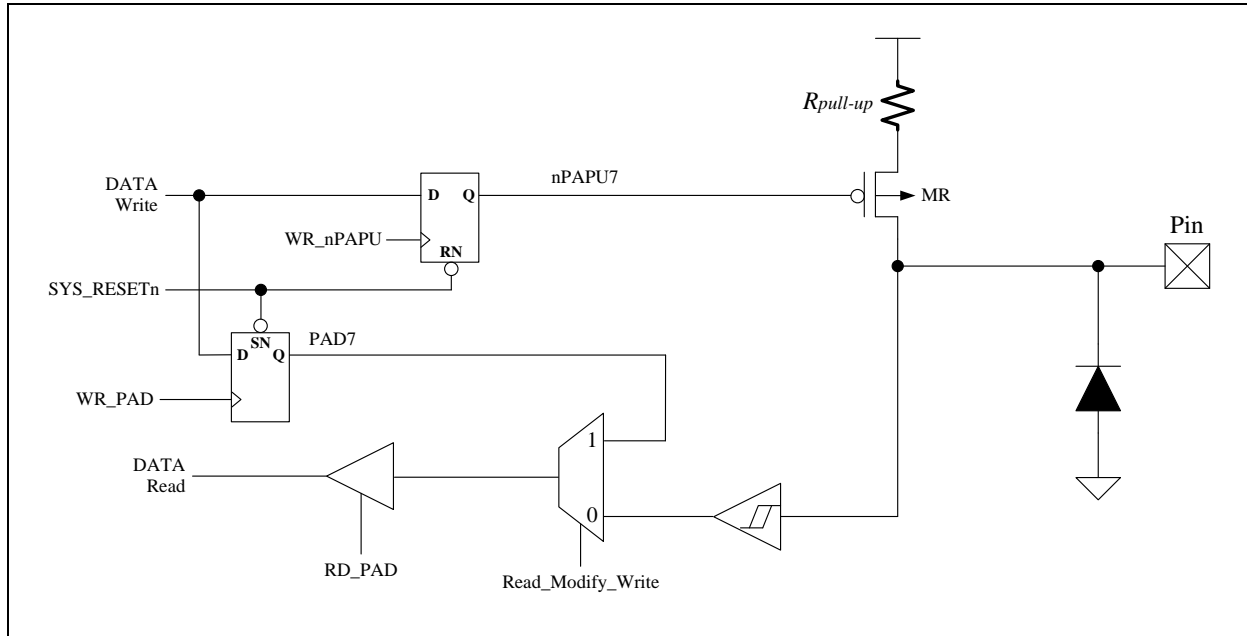 Rpull-up
DATA
Write
D
Q
nPAPU7
MR
WR_nPAPU
RN
Pin
SYS_RESETn
SN
D
Q
PAD7
WR_PAD
1
DATA
Read
0
RD_PAD
Read_Modify_Write